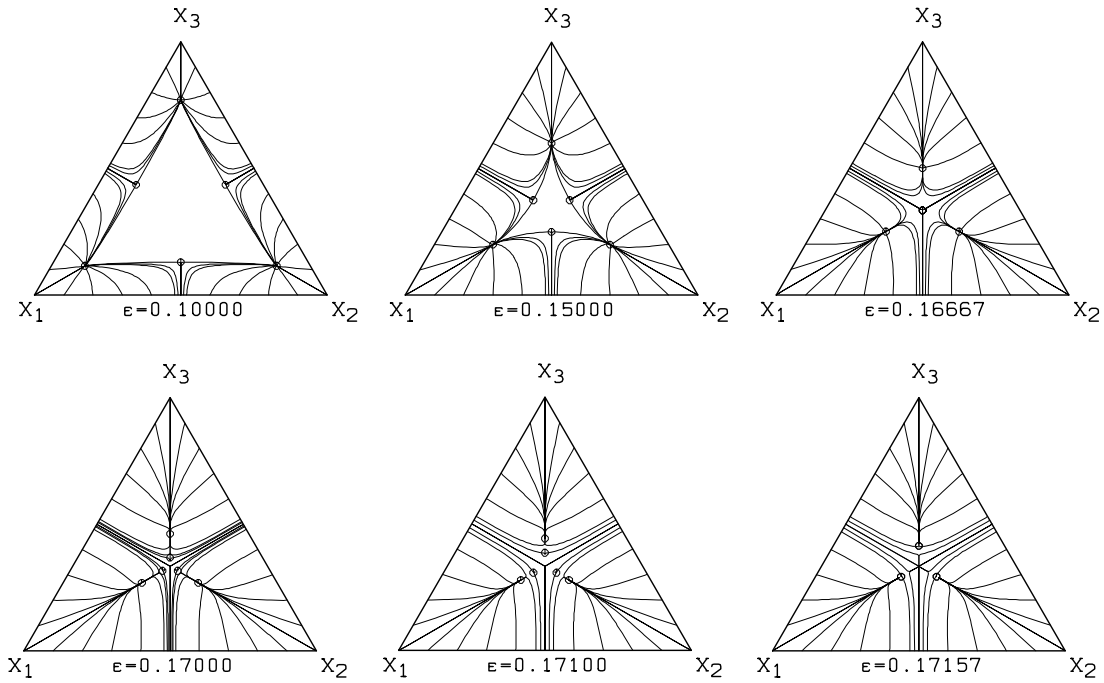 X3 X3 X3
X1 ε=0.10000 X2 X1 ε=0.15000 X2 X1 ε=0.16667 X2
X3 X3 X3
X1 ε=0.17000 X2 X1 ε=0.17100 X2 X1 ε=0.17157 X2